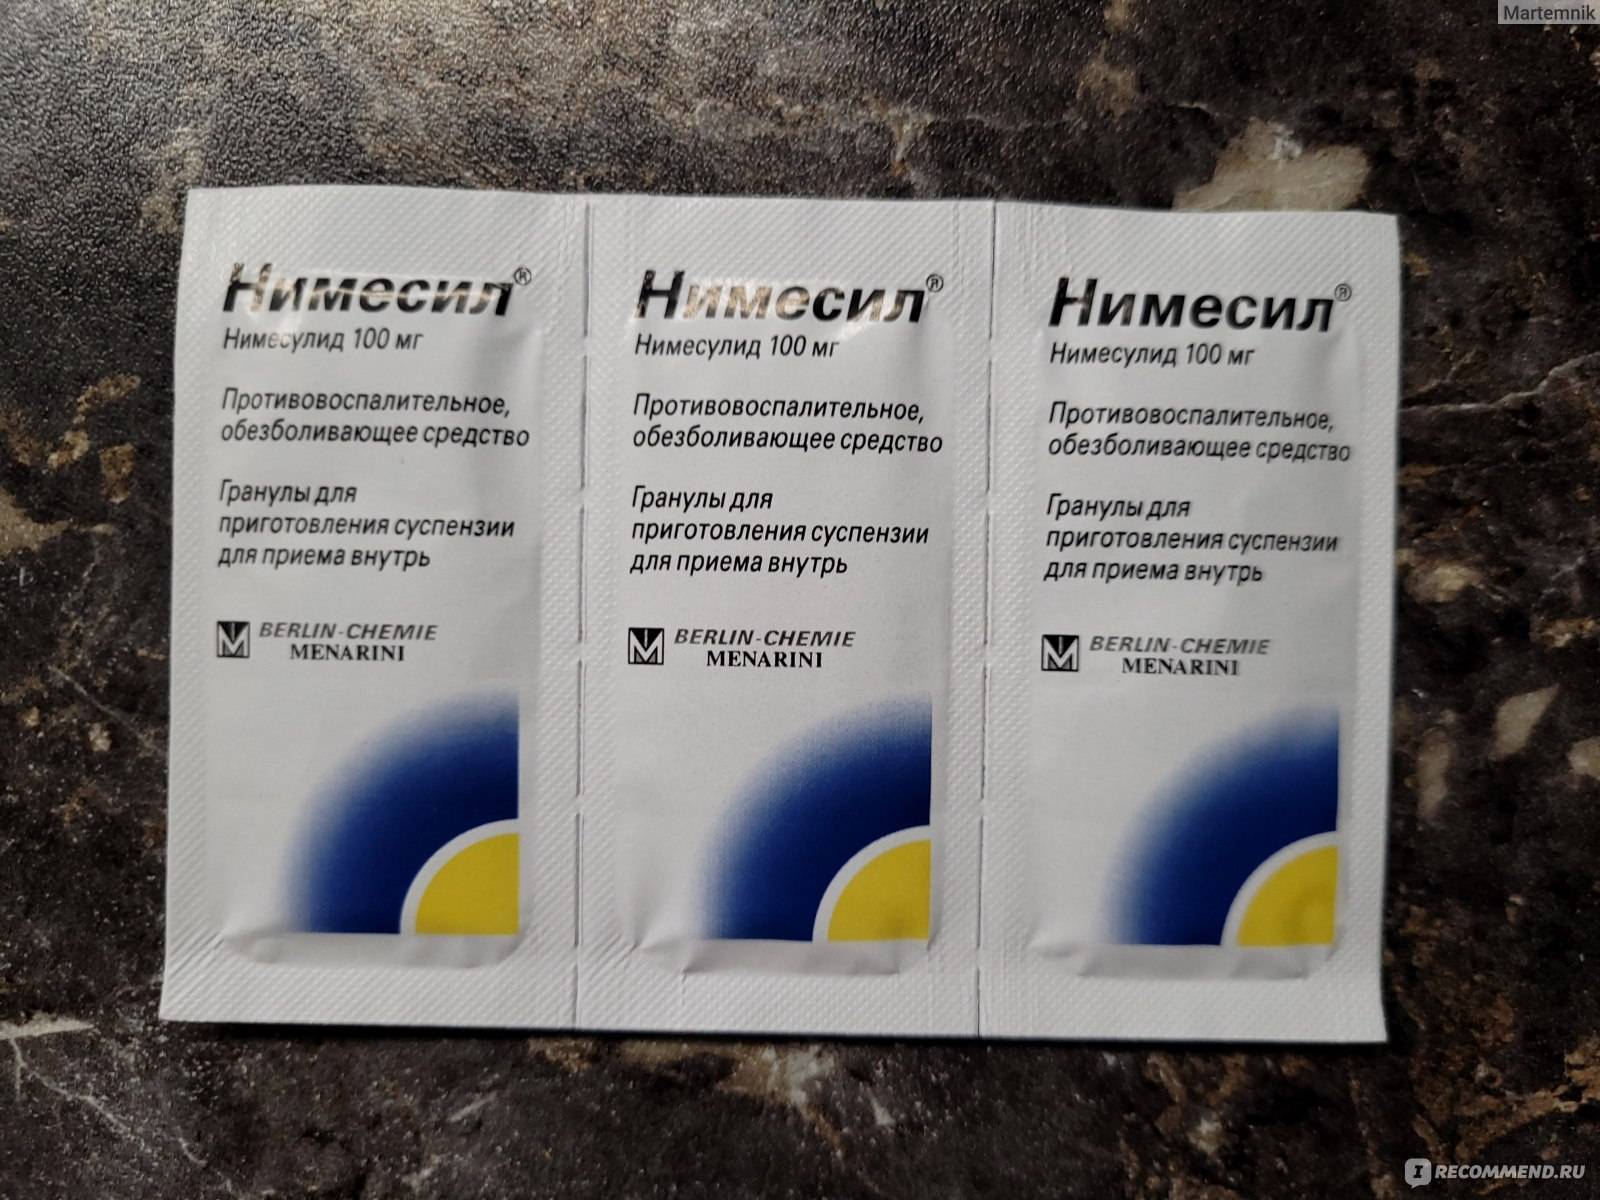 Martemnik
Нимесил®
Нимесулид 100 мг
Противовоспалительное,
обезболивающее средство
Гранулы для
приготовления суспензии
для приема внутрь
BERLIN-CHEMIE
MENARINI
Нимесил®
Нимесулид 100 мг
Противовоспалительное,
обезболивающее средство
Гранулы для
приготовления суспензии
для приема внутрь
BERLIN-CHEMIE
MENARINI
Нимесил®
Нимесулид 100 мг
Противовоспалительное,
обезболивающее средство
Гранулы для
приготовления суспензии
для приема внутрь
BERLIN-CHEMIE
MENARINI
IRECOMMEND.RU